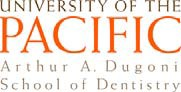 UNIVERSITY OF THE
PACIFIC
Arthur A. Dugoni
School of Dentistry